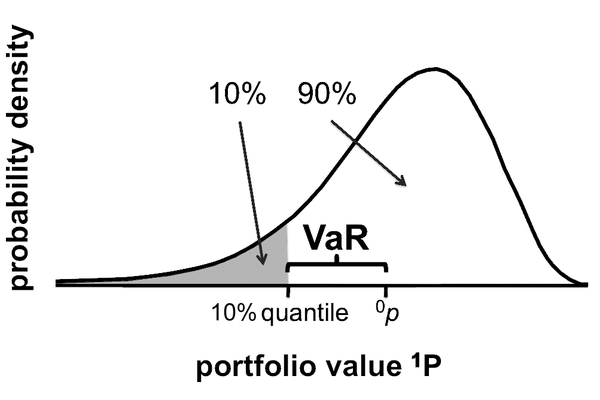 probability density
10% 90%
VaR
10% quantile ⁰p
portfolio value ¹P